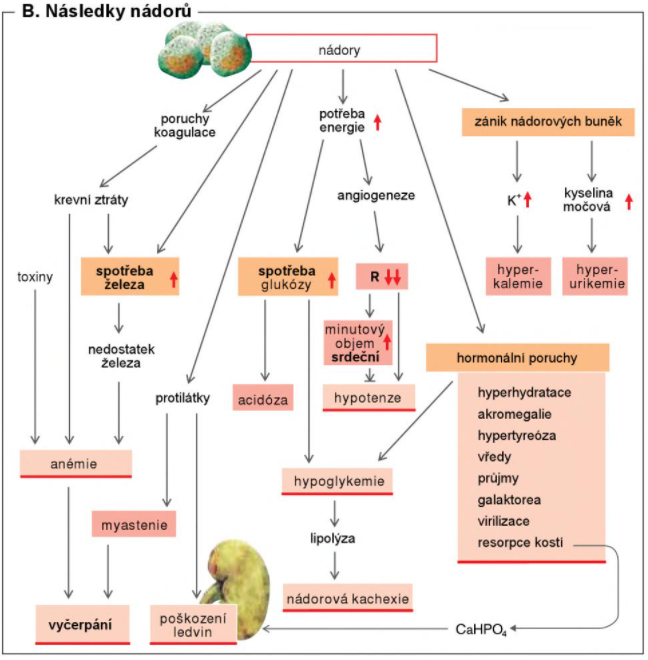 B. Následky nádorů
nádory
poruchy
koagulace
potřeba
energie
zánik nádorových buněk
krevní ztráty
angiogeneze
K⁺
kyselina
močová
toxiny
spotřeba
železa
spotřeba
glukózy
R
hyper-
kalemie
hyper-
urikemie
minutový
objem
srdeční
nedostatek
železa
hormonální poruchy
protilátky
acidóza
hypotenze
hyperhydratace
akromegalie
hypertyreóza
vředy
průjmy
galaktorea
virilizace
resorpce kosti
anémie
hypoglykemie
myastenie
lipolýza
nádorová kachexie
vyčerpání
poškození
ledvin
CaHPO₄